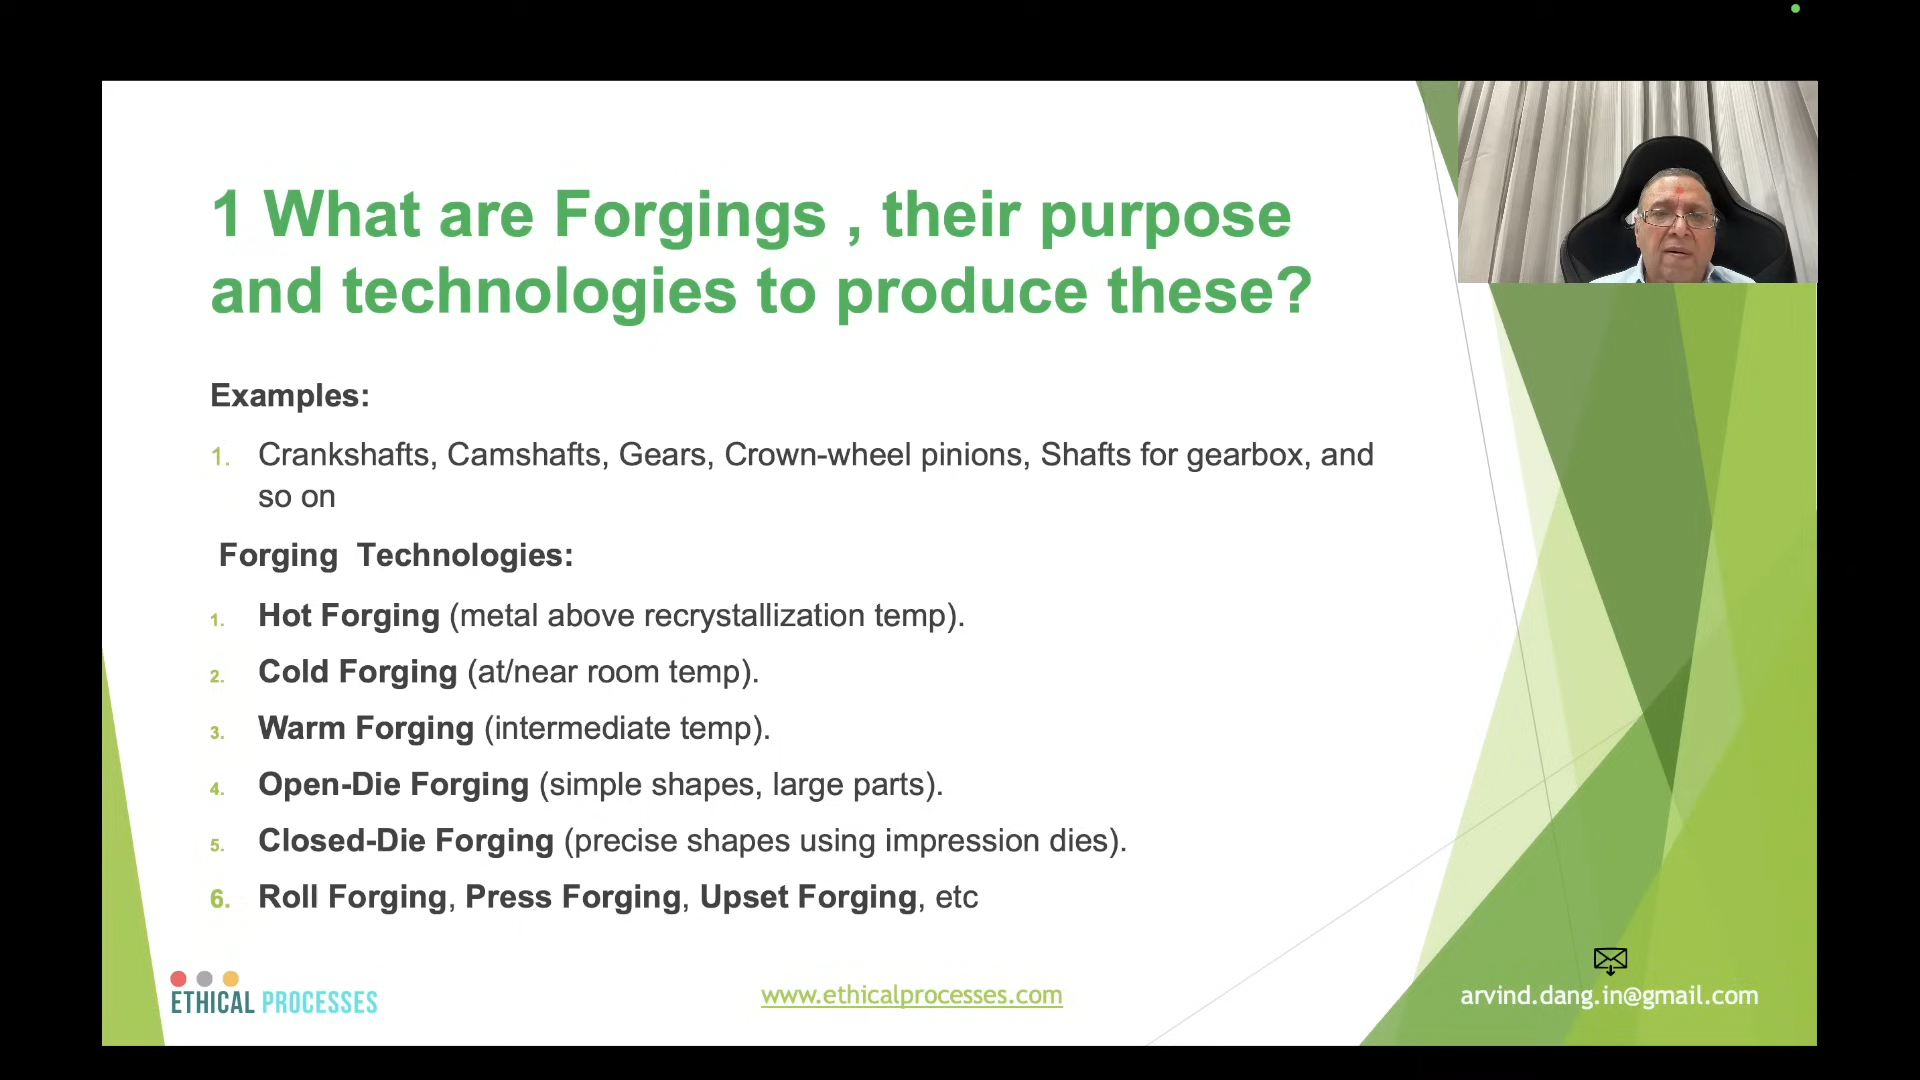 1 What are Forgings , their purpose
and technologies to produce these?
Examples:
1. Crankshafts, Camshafts, Gears, Crown-wheel pinions, Shafts for gearbox, and
so on
Forging Technologies:
1. Hot Forging (metal above recrystallization temp).
2. Cold Forging (at/near room temp).
3. Warm Forging (intermediate temp).
4. Open-Die Forging (simple shapes, large parts).
5. Closed-Die Forging (precise shapes using impression dies).
6. Roll Forging, Press Forging, Upset Forging, etc
ETHICAL PROCESSES
www.ethicalprocesses.com
arvind.dang.in@gmail.com